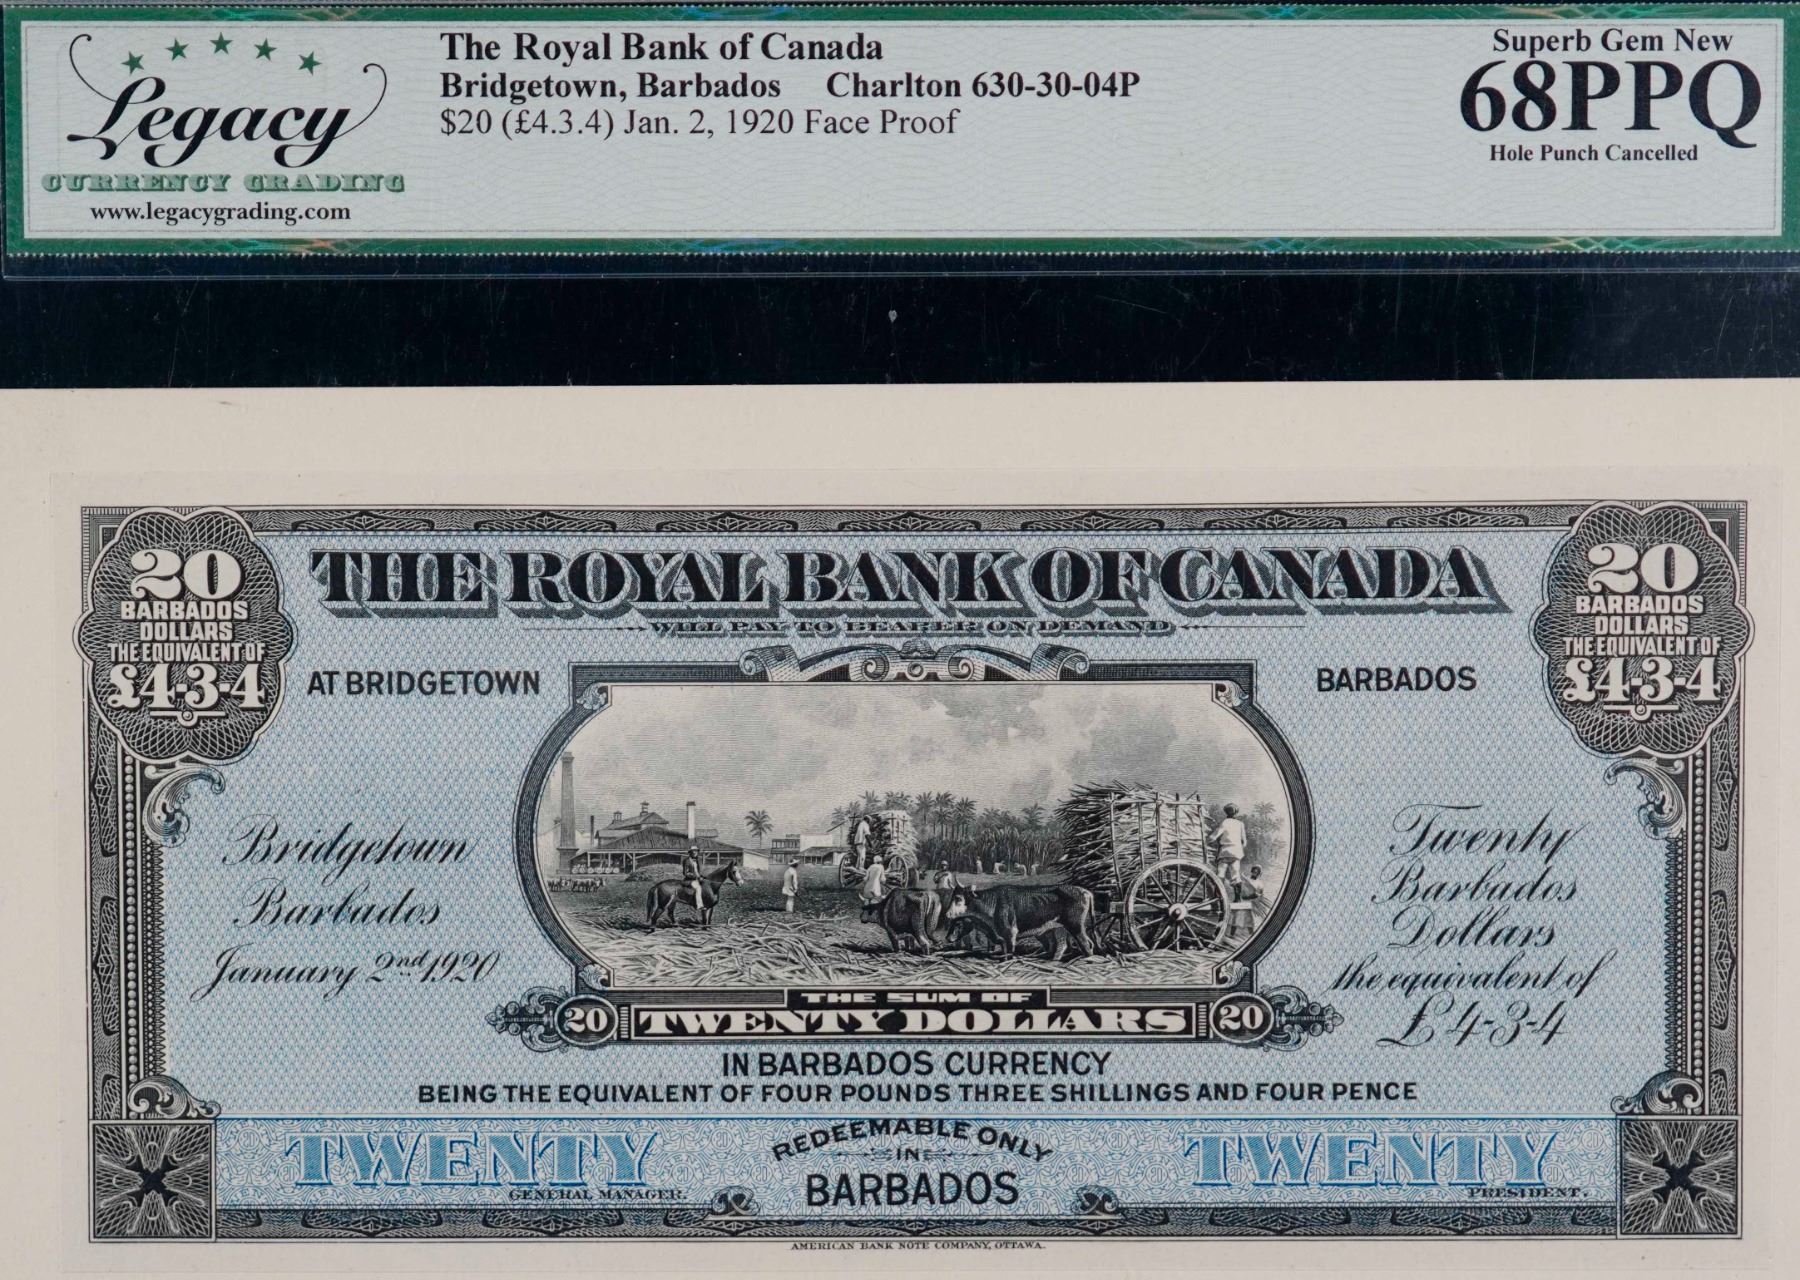 Legacy
CURRENCY GRADING
www.legacygrading.com
The Royal Bank of Canada
Bridgetown, Barbados Charlton 630-30-04P
$20 (£4.3.4) Jan. 2, 1920 Face Proof
Superb Gem New
68PPQ
Hole Punch Cancelled
20
BARBADOS
DOLLARS
THE EQUIVALENT OF
£4-3-4
THE ROYAL BANK OF CANADA
WILL PAY TO BEARER ON DEMAND
20
BARBADOS
DOLLARS
THE EQUIVALENT OF
£4-3-4
AT BRIDGETOWN
BARBADOS
Bridgetown
Barbados
January 2nd 1920
Twenty
Barbados
Dollars
the equivalent of
£4-3-4
THE SUM OF
20 TWENTY DOLLARS 20
IN BARBADOS CURRENCY
BEING THE EQUIVALENT OF FOUR POUNDS THREE SHILLINGS AND FOUR PENCE
TWENTY
GENERAL MANAGER.
REDEEMABLE ONLY
IN
BARBADOS
TWENTY
PRESIDENT.
AMERICAN BANK NOTE COMPANY, OTTAWA.